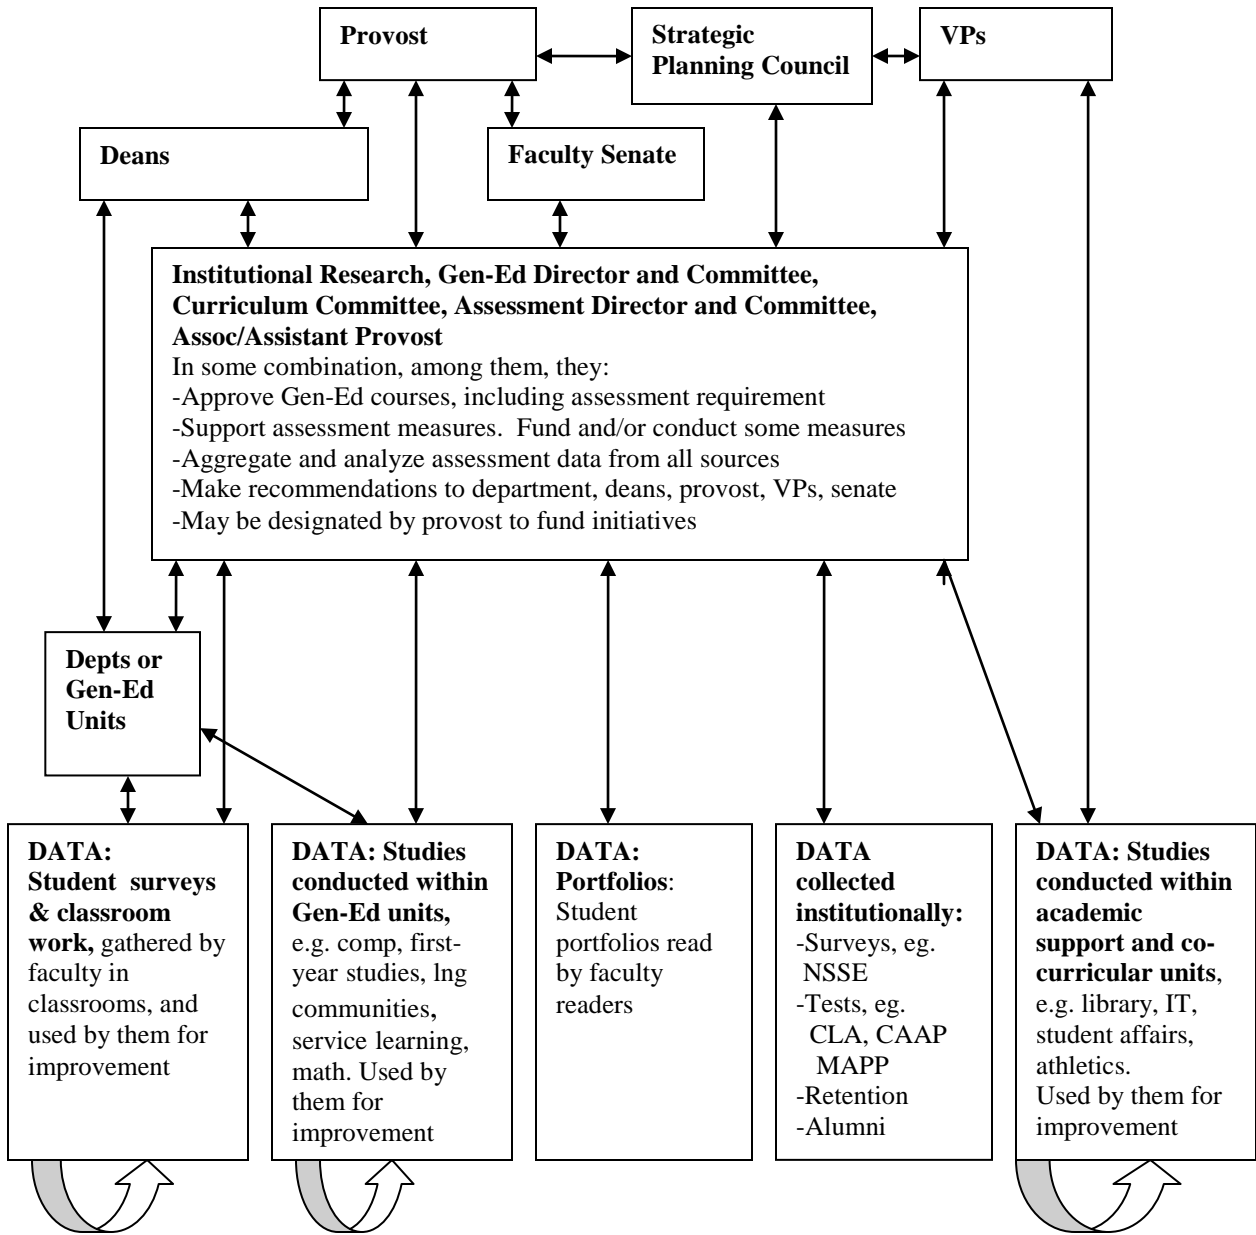 Provost
Strategic
Planning Council
VPs
Deans
Faculty Senate
Institutional Research, Gen-Ed Director and Committee,
Curriculum Committee, Assessment Director and Committee,
Assoc/Assistant Provost
In some combination, among them, they:
-Approve Gen-Ed courses, including assessment requirement
-Support assessment measures.  Fund and/or conduct some measures
-Aggregate and analyze assessment data from all sources
-Make recommendations to department, deans, provost, VPs, senate
-May be designated by provost to fund initiatives
Depts or
Gen-Ed
Units
DATA:
Student  surveys
& classroom
work, gathered by
faculty in
classrooms, and
used by them for
improvement
DATA: Studies
conducted within
Gen-Ed units,
e.g. comp, first-
year studies, lng
communities,
service learning,
math. Used by
them for
improvement
DATA:
Portfolios:
Student
portfolios read
by faculty
readers
DATA
collected
institutionally:
-Surveys, eg.
NSSE
-Tests, eg.
CLA, CAAP
MAPP
-Retention
-Alumni
DATA: Studies
conducted within
academic
support and co-
curricular units,
e.g. library, IT,
student affairs,
athletics.
Used by them for
improvement